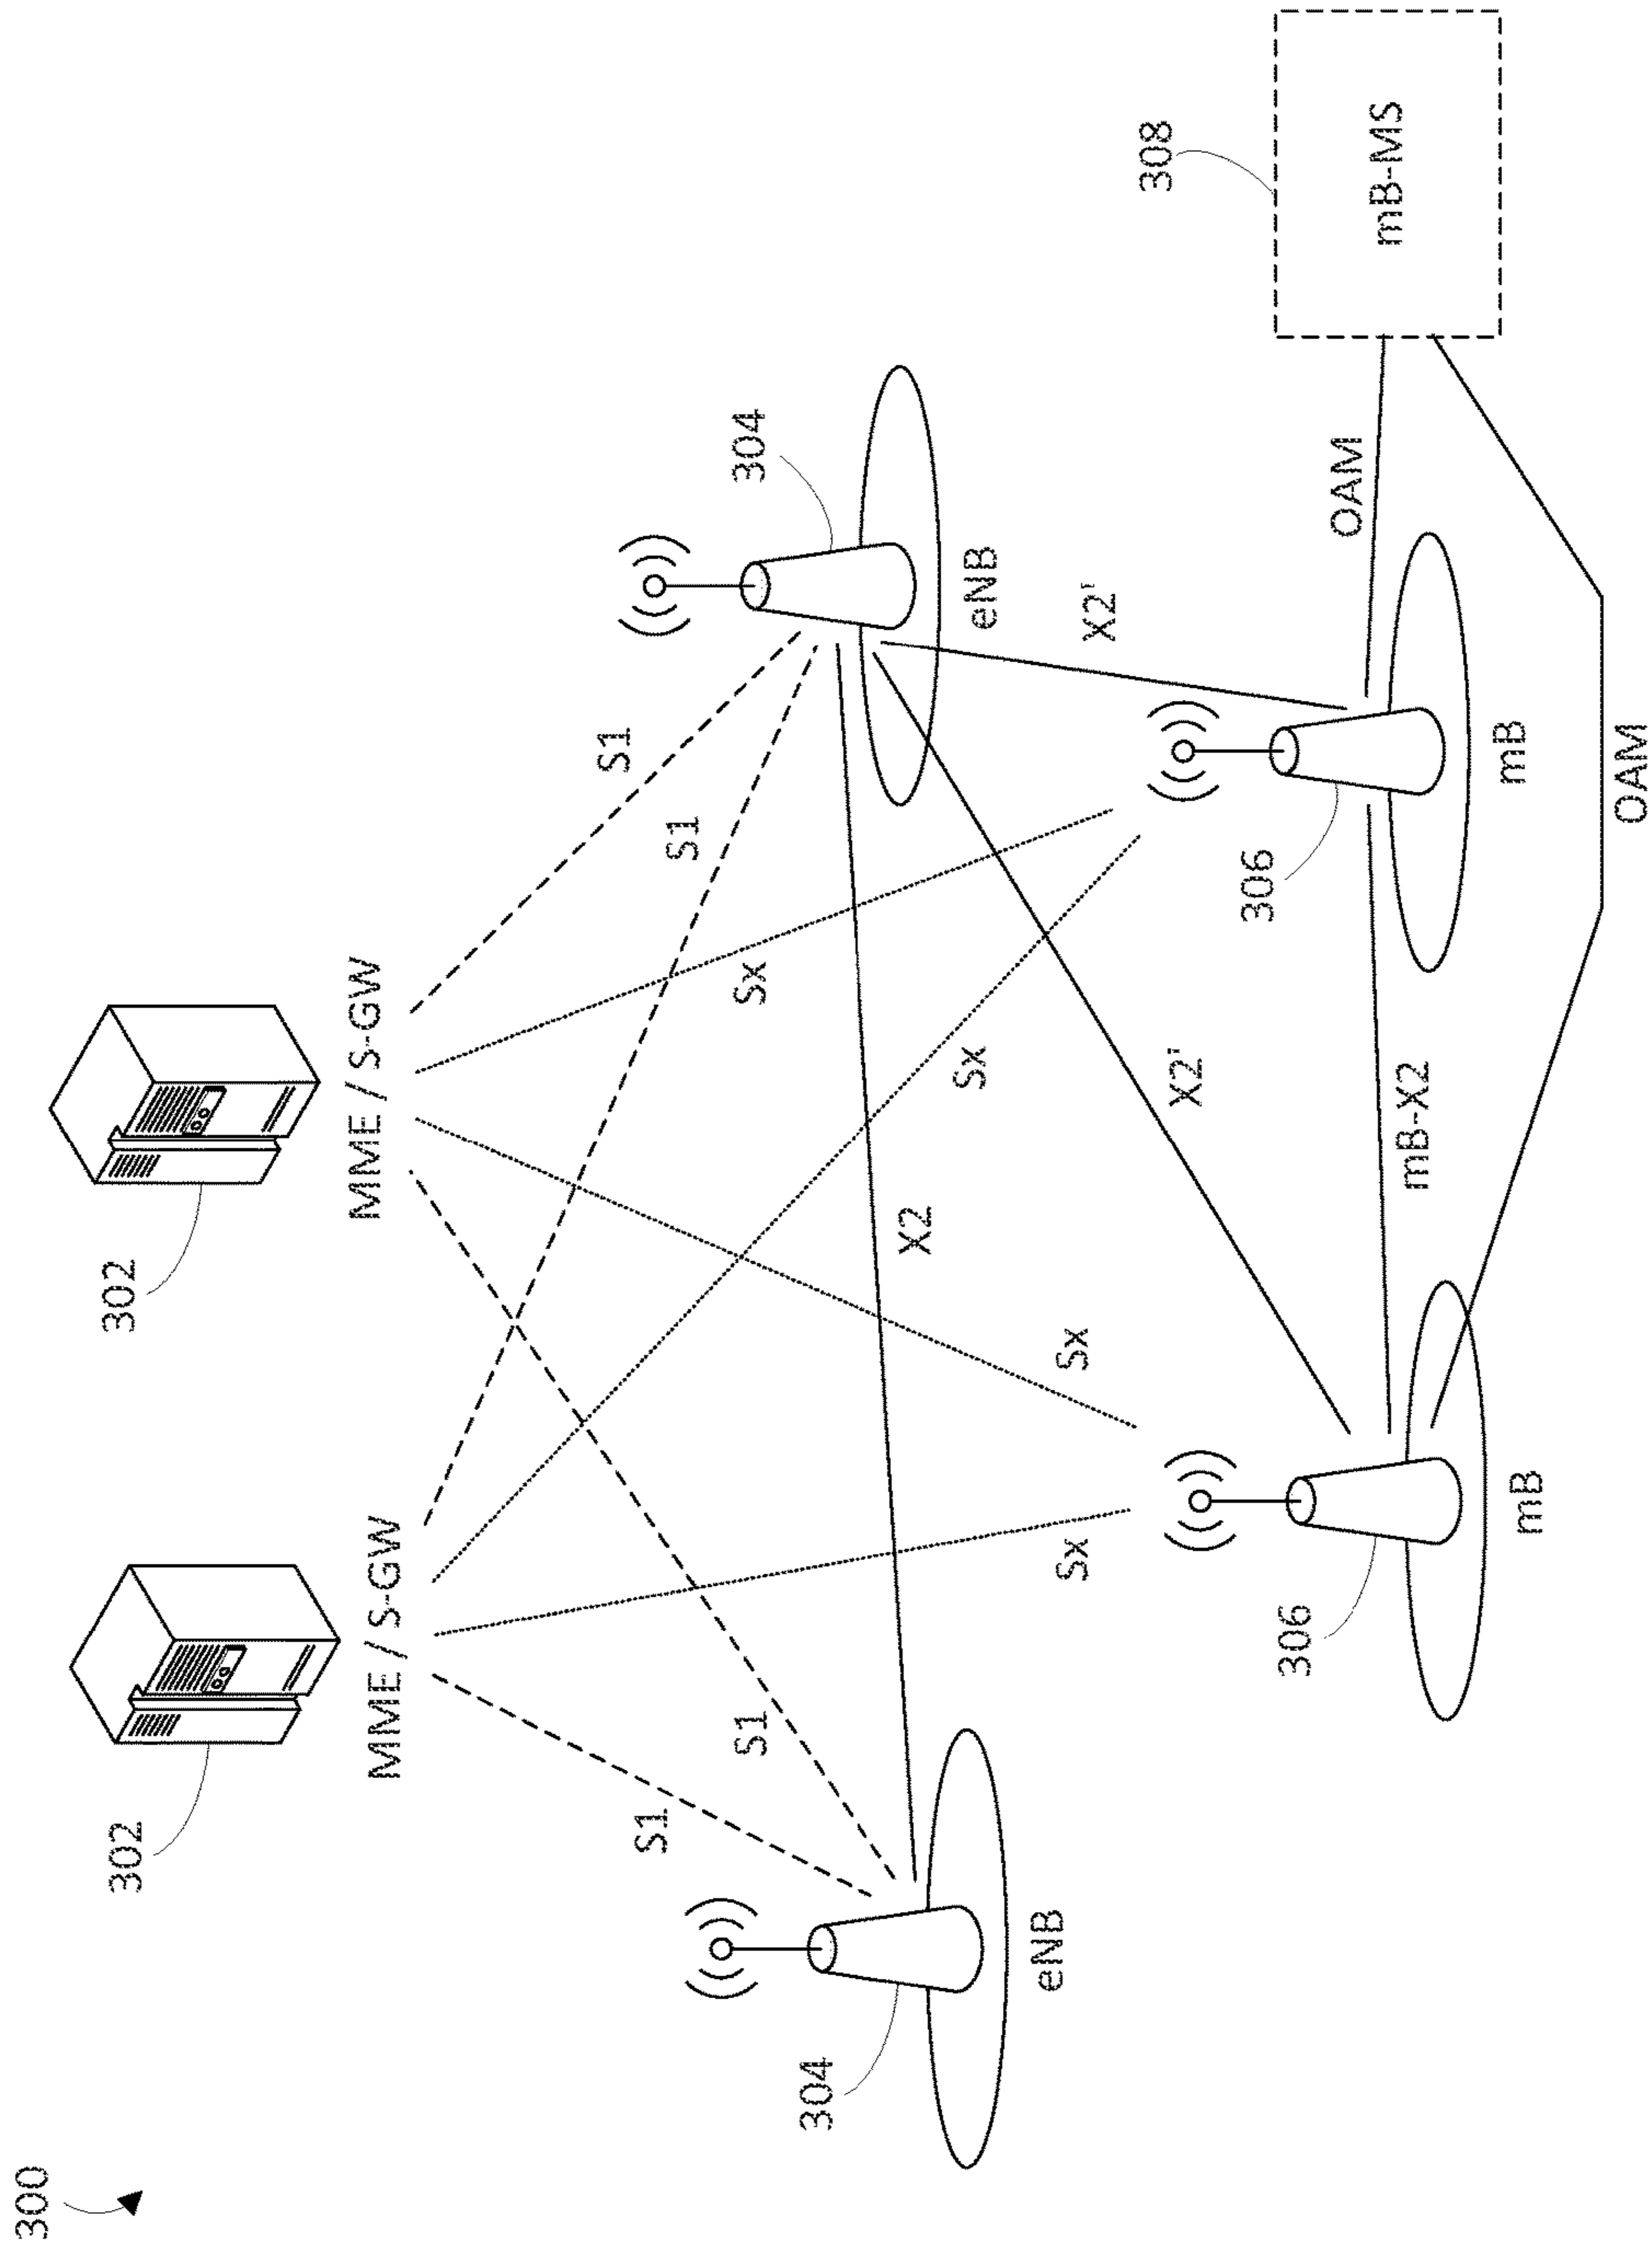 300
302
302
MME / S-GW
MME / S-GW
S1
S1
S1
S1
304
304
Sx
Sx
Sx
Sx
X2
eNB
eNB
X2'
X2'
306
306
mB-X2
OAM
308
mB-MS
mB
mB
OAM